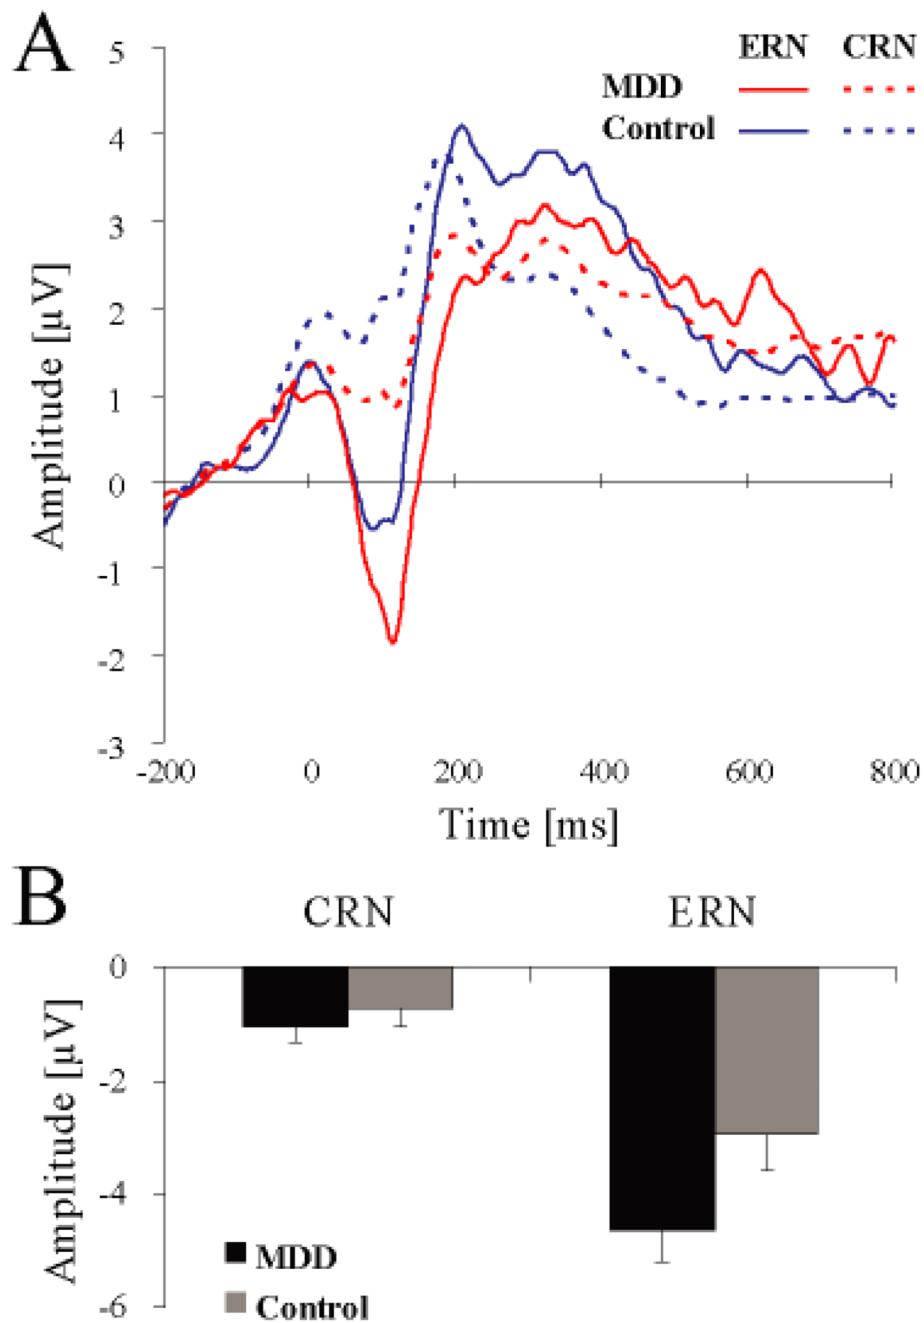 A
ERN CRN
MDD
Control
5
4
3
2
1
0
-1
-2
-3
Amplitude [µV]
-200 0 200 400 600 800
Time [ms]
B
CRN ERN
0
-2
-4
-6
Amplitude [µV]
MDD
Control